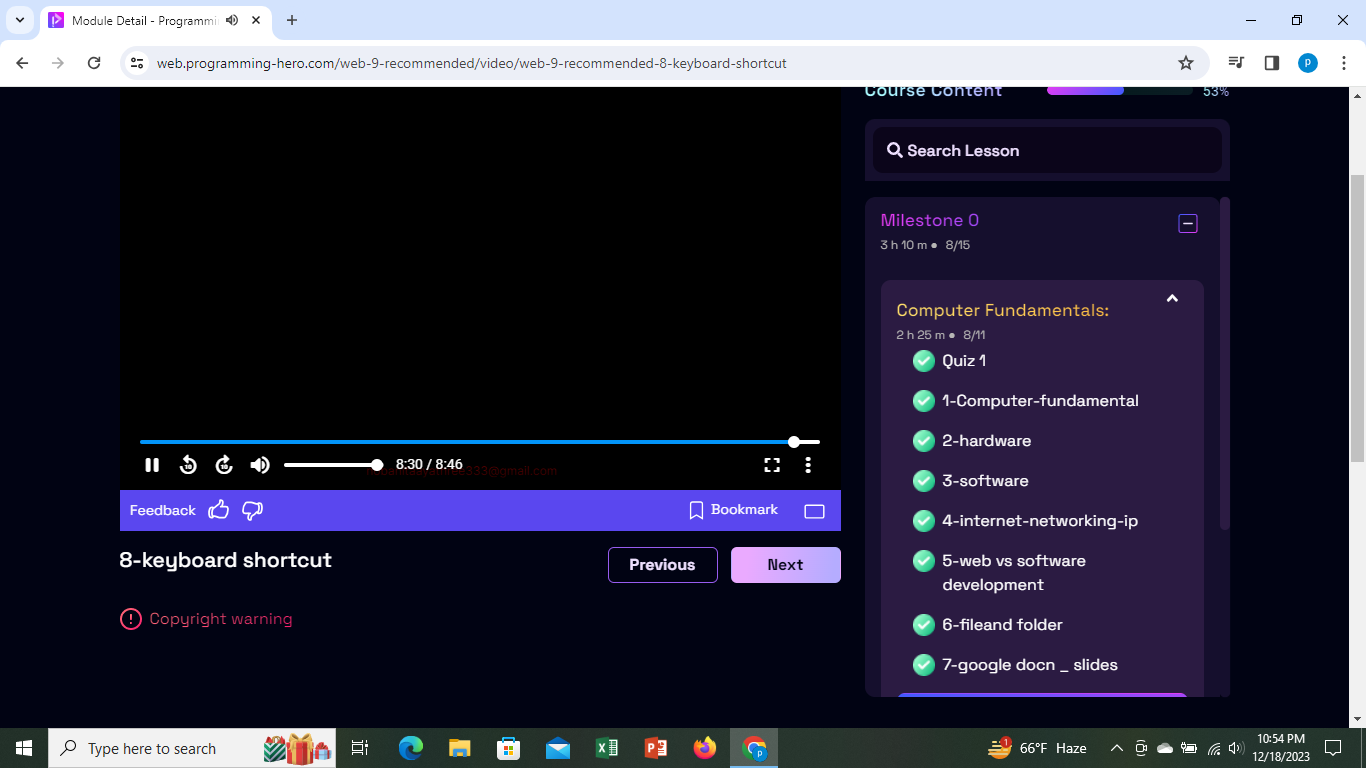 Module Detail - Programmi
web.programming-hero.com/web-9-recommended/video/web-9-recommended-8-keyboard-shortcut
P
Course Content
53%
Search Lesson
Milestone 0
3 h 10 m ● 8/15
Computer Fundamentals:
2 h 25 m ● 8/11
Quiz 1
1-Computer-fundamental
2-hardware
3-software
4-internet-networking-ip
5-web vs software
development
6-fileand folder
7-google docn _ slides
10
10
8:30 / 8:46
333@gmail.com
Feedback
Bookmark
8-keyboard shortcut
Previous
Next
Copyright warning
Type here to search
1
66°F Haze
10:54 PM
12/18/2023